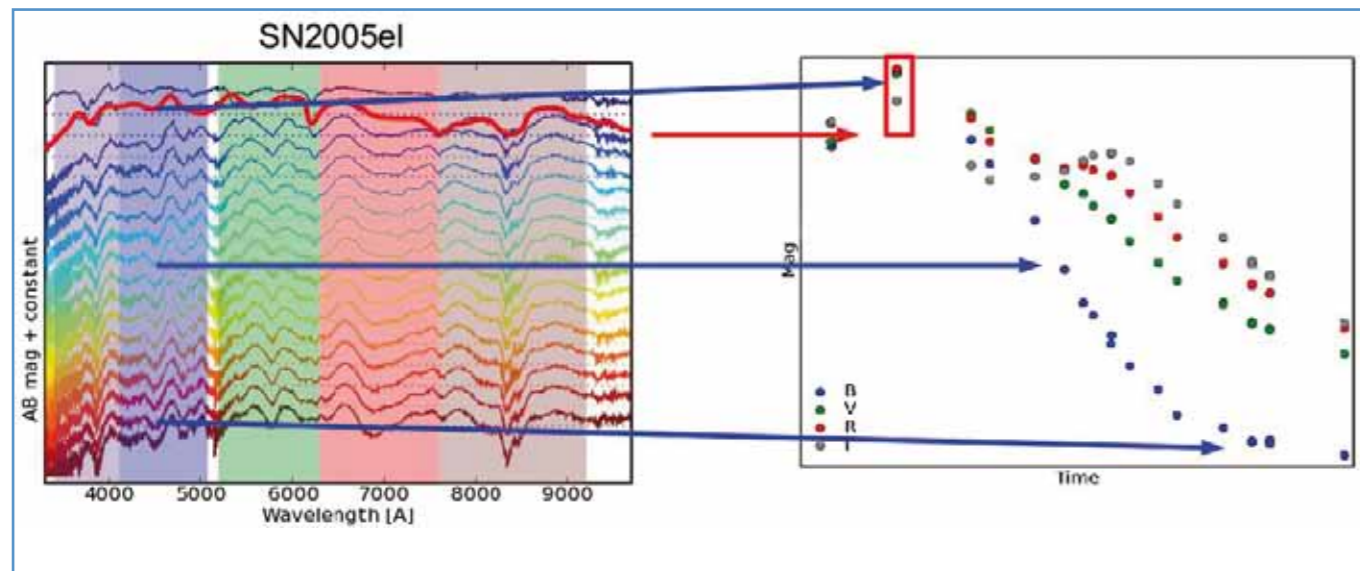 SN2005el
AB mag + constant
4000 5000 6000 7000 8000 9000
Wavelength [A]
Mag
B
V
R
I
Time